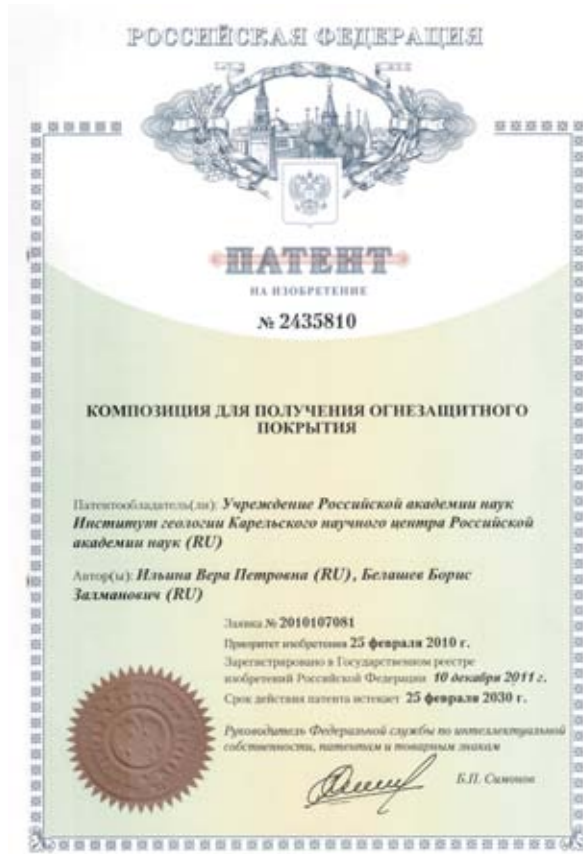 РОССИЙСКАЯ ФЕДЕРАЦИЯ
ПАТЕНТ
НА ИЗОБРЕТЕНИЕ
№ 2435810
КОМПОЗИЦИЯ ДЛЯ ПОЛУЧЕНИЯ ОГНЕЗАЩИТНОГО
ПОКРЫТИЯ
Патентообладатель(ли): Учреждение Российской академии наук
Институт геологии Карельского научного центра Российской
академии наук (RU)
Автор(ы): Ильина Вера Петровна (RU), Белашев Борис
Залманович (RU)
Заявка № 2010107081
Приоритет изобретения 25 февраля 2010 г.
Зарегистрировано в Государственном реестре
изобретений Российской Федерации 10 декабря 2011 г.
Срок действия патента истекает 25 февраля 2030 г.
Руководитель Федеральной службы по интеллектуальной
собственности, патентам и товарным знакам
Б.П. Симонов